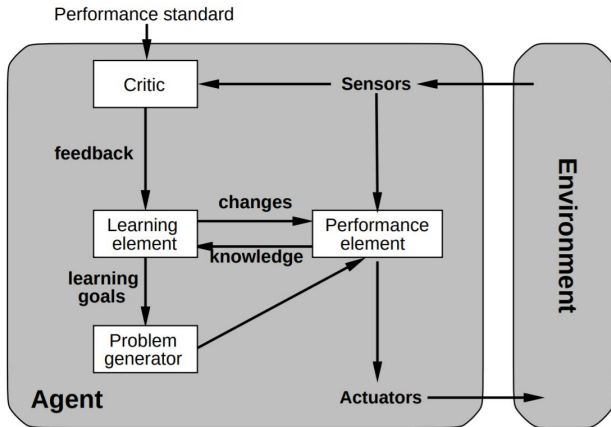 Performance standard
Critic
Sensors
feedback
changes
Learning
element
Performance
element
knowledge
learning
goals
Problem
generator
Agent
Actuators
Environment